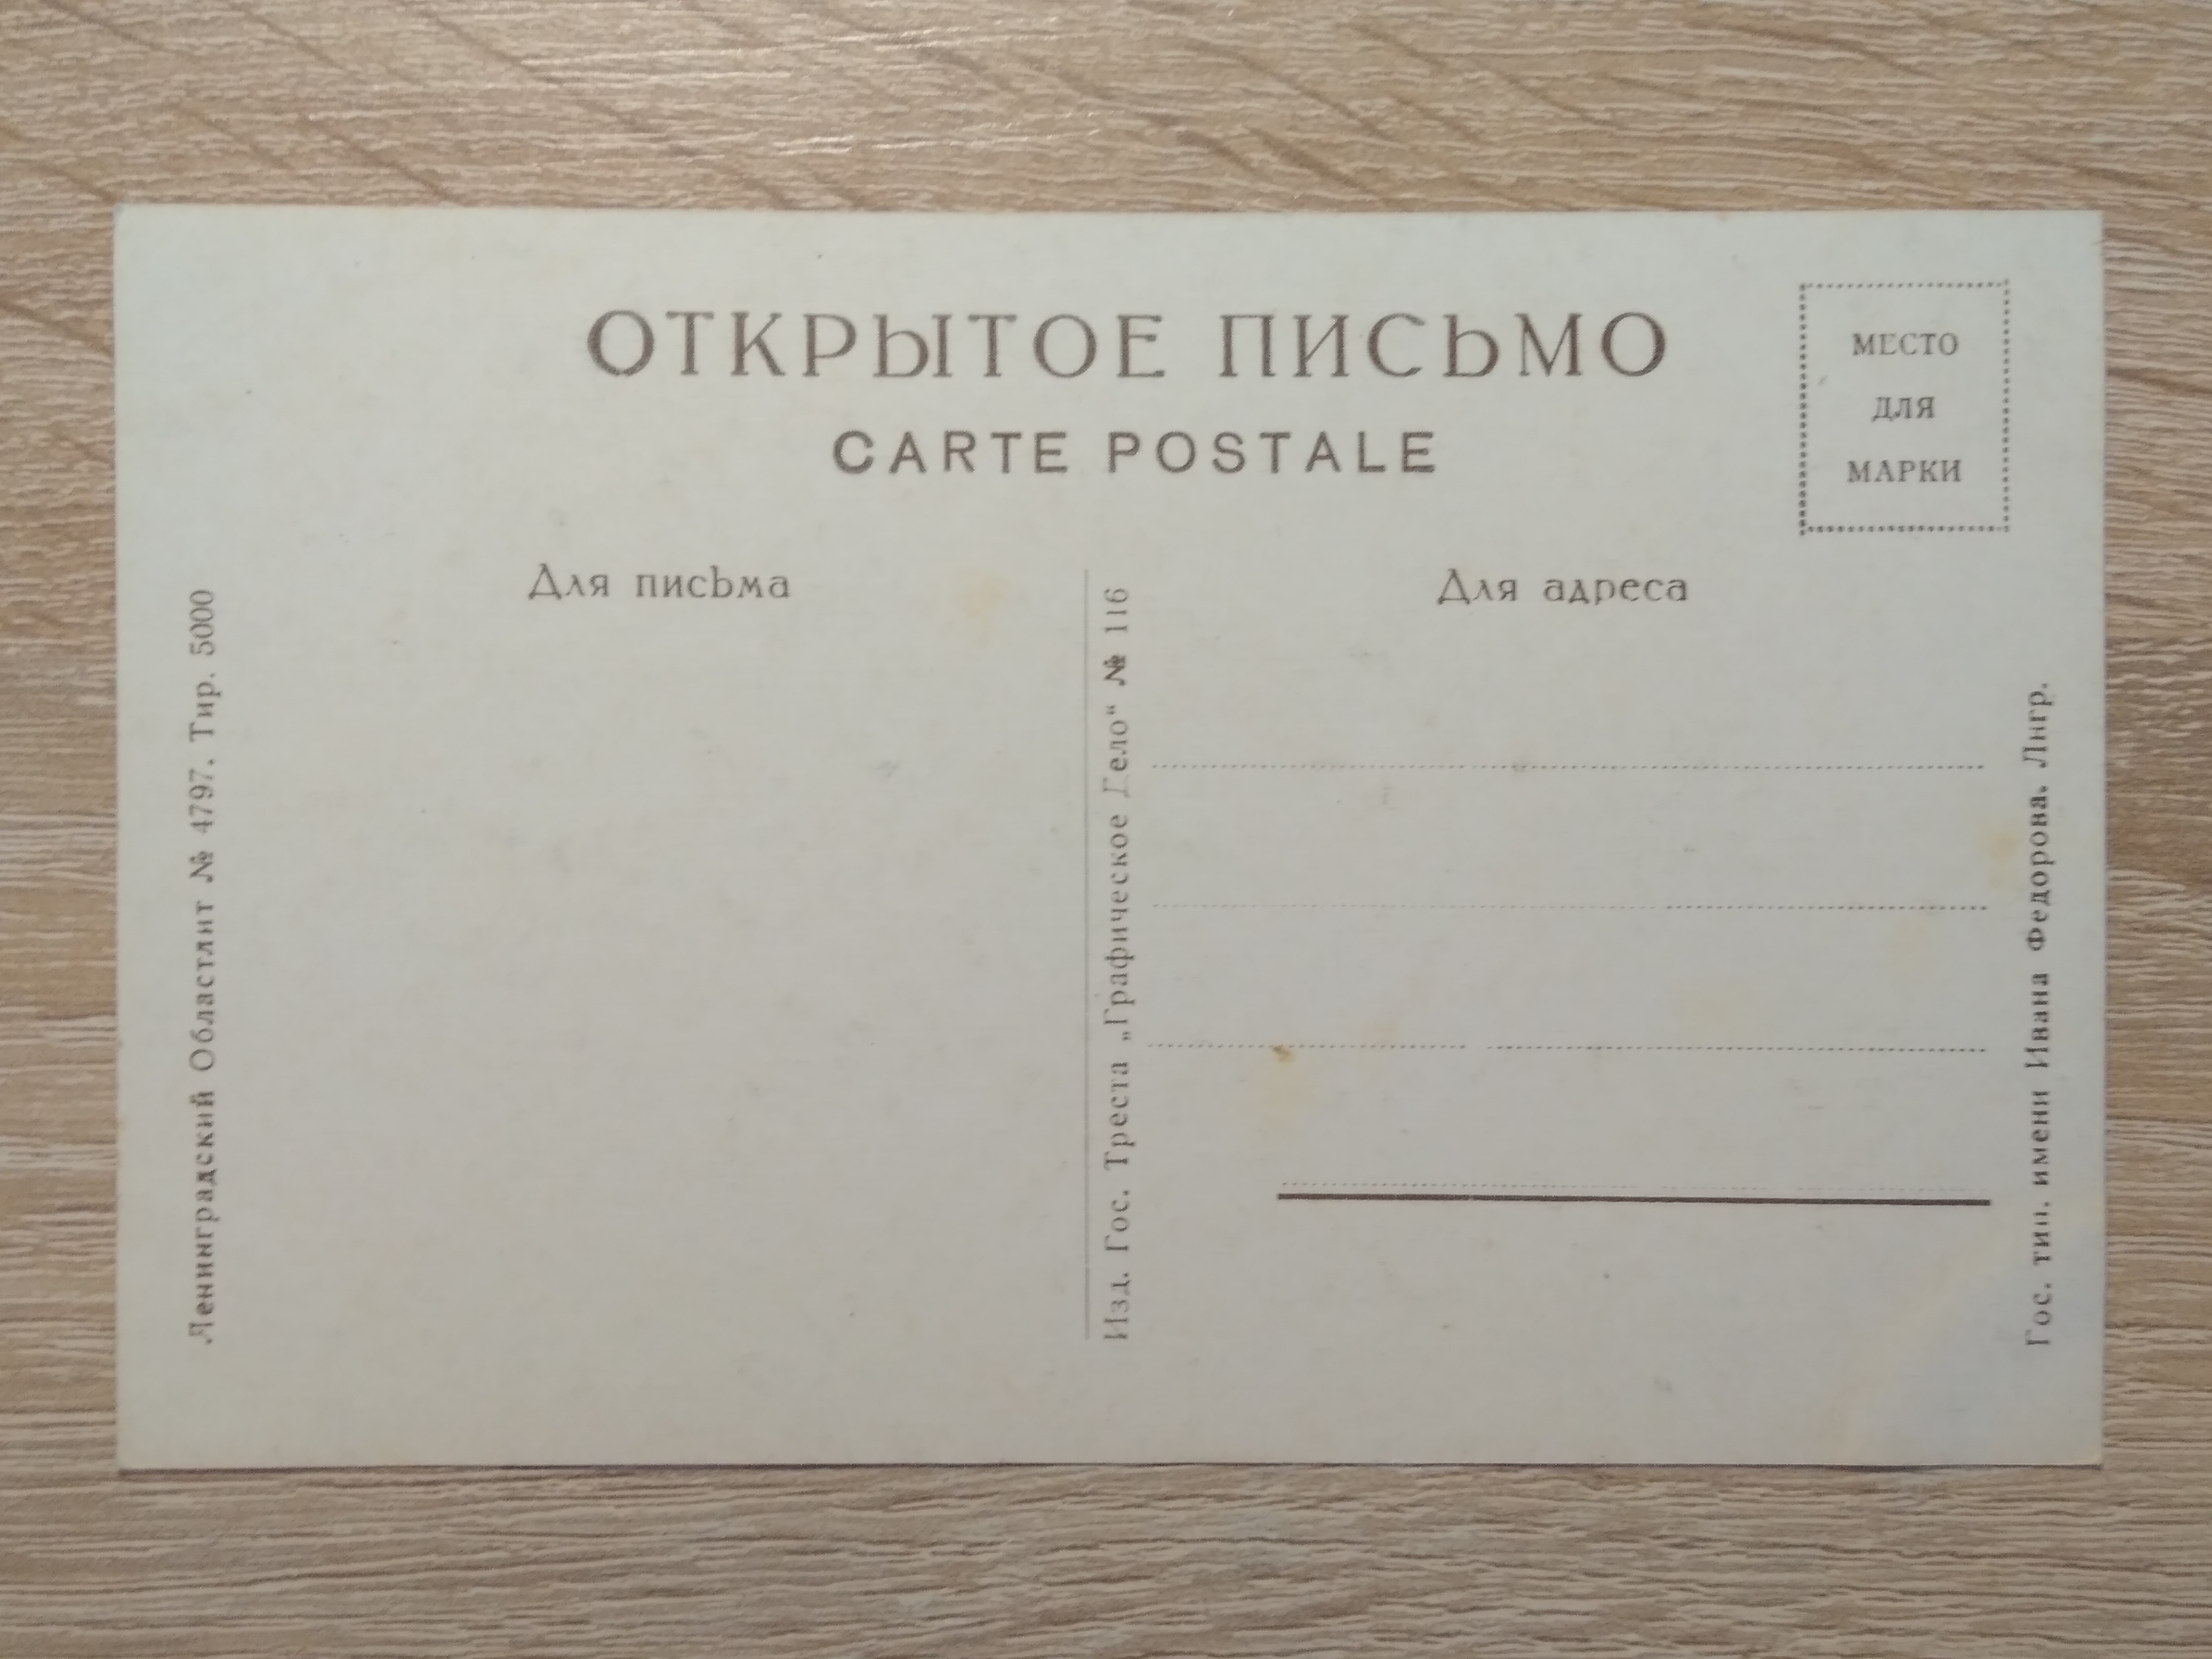 ОТКРЫТОЕ ПИСЬМО
CARTE POSTALE
МЕСТО
ДЛЯ
МАРКИ
Для письма
Для адреса
Ленинградский Областлит № 4797. Тир. 5000
Изд. Гос. Треста „Графическое Дело“ № 116
Гос. тип. имени Ивана Федорова. Лнгр.